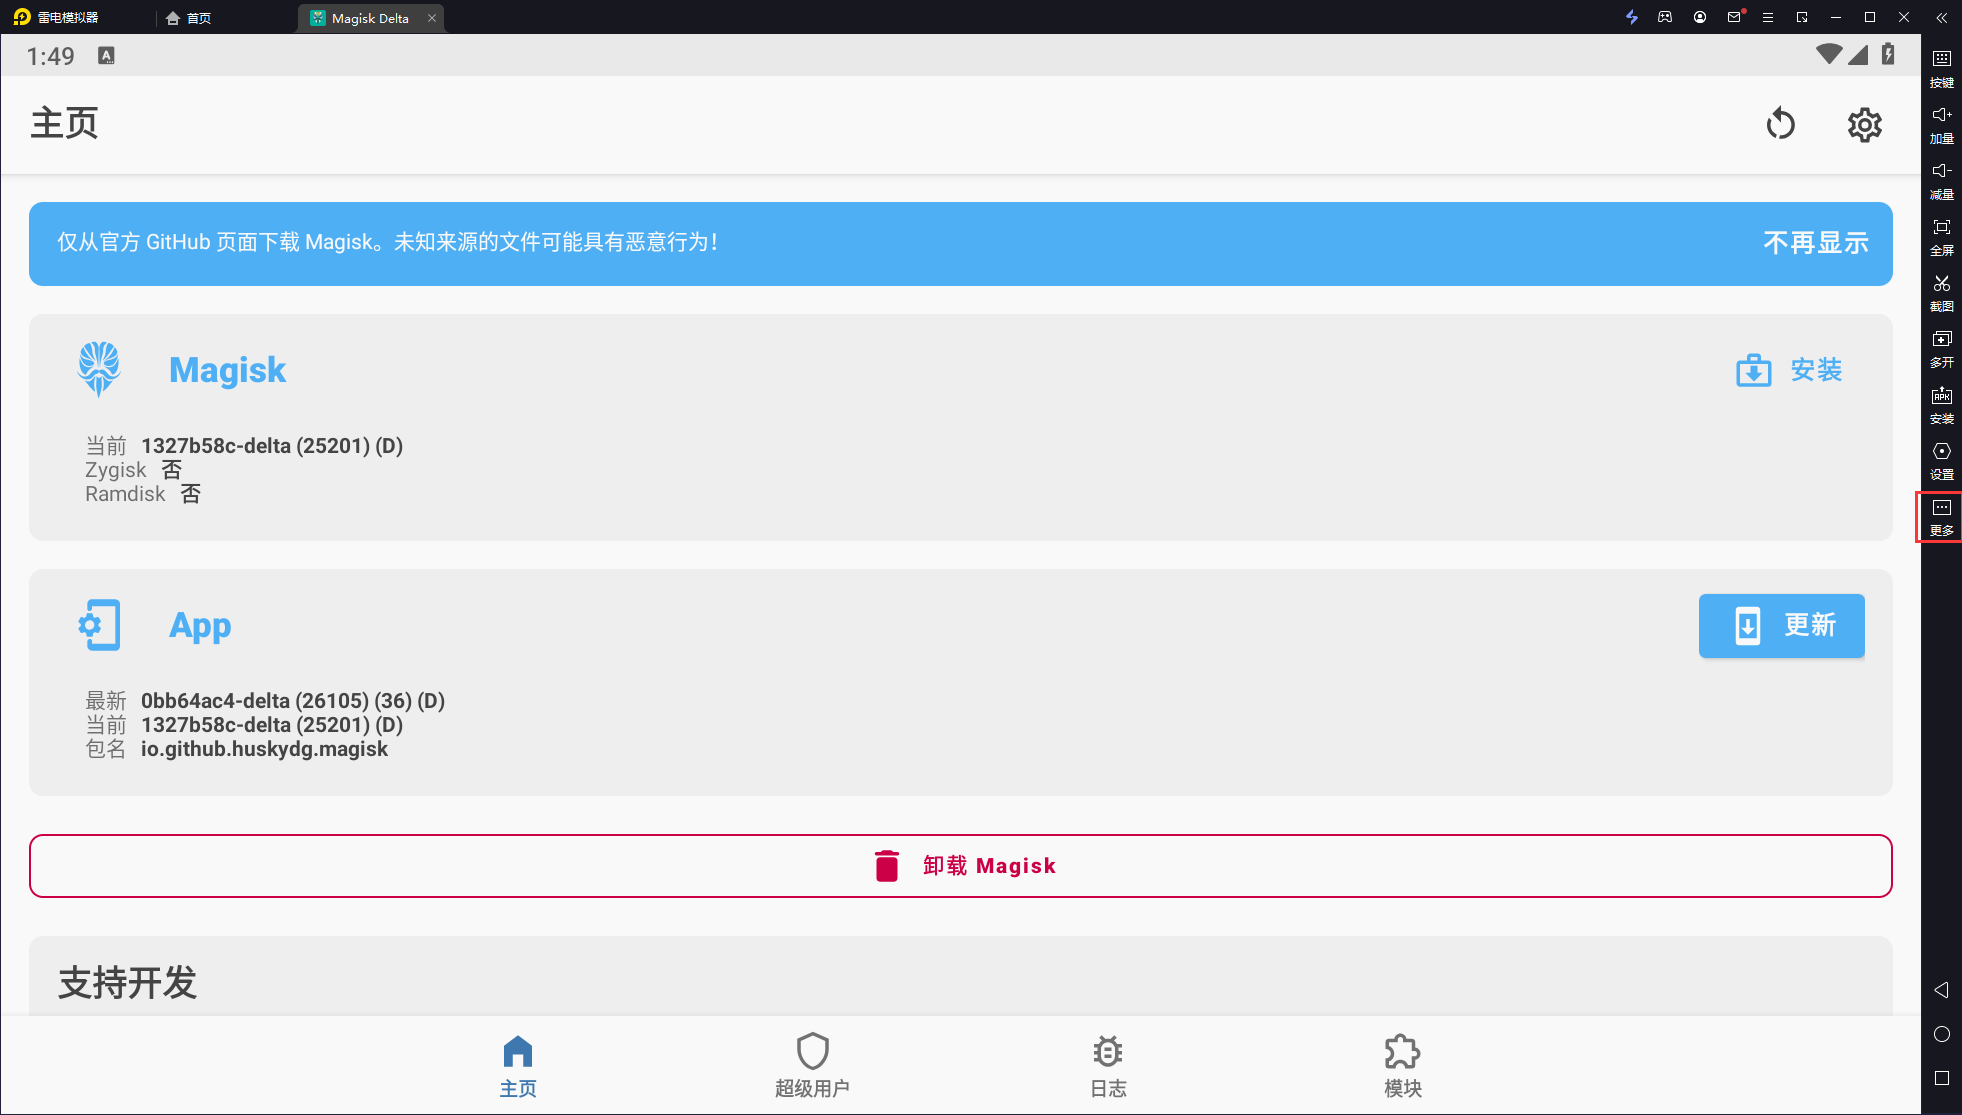 雷电模拟器
首页
Magisk Delta
1:49
主页
仅从官方 GitHub 页面下载 Magisk。未知来源的文件可能具有恶意行为！
不再显示
Magisk
安装
当前 1327b58c-delta (25201) (D)
Zygisk 否
Ramdisk 否
App
更新
最新 0bb64ac4-delta (26105) (36) (D)
当前 1327b58c-delta (25201) (D)
包名 io.github.huskydg.magisk
卸载 Magisk
支持开发
主页
超级用户
日志
模块
按键
加量
减量
全屏
截图
多开
APK
安装
设置
更多